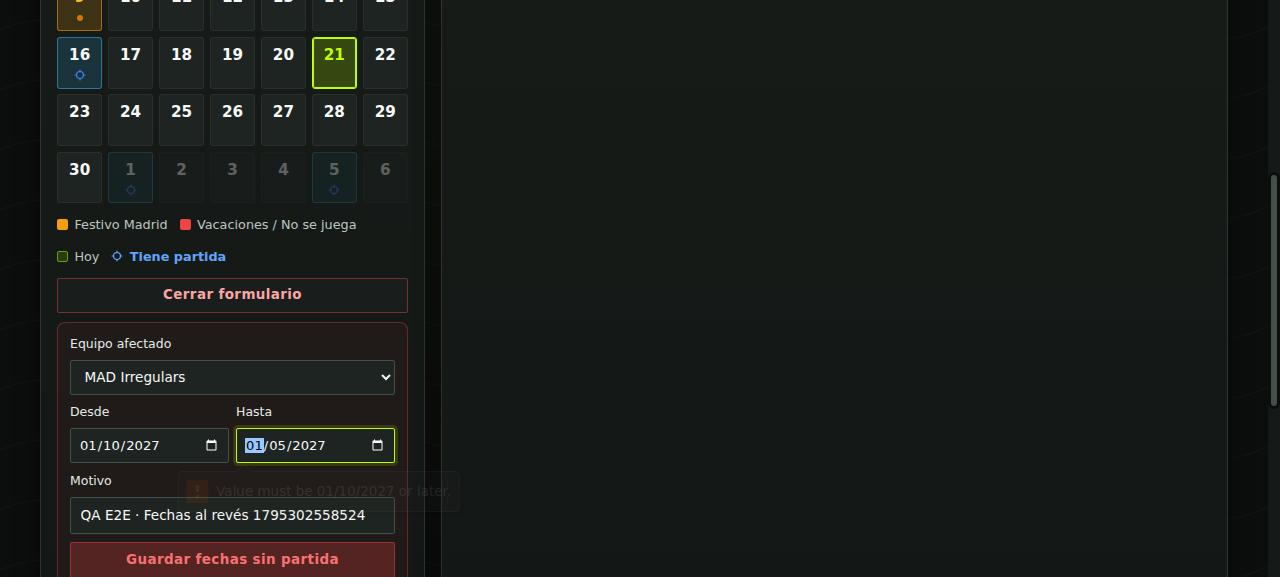 16 17 18 19 20 21 22
23 24 25 26 27 28 29
30 1 2 3 4 5 6
Festivo Madrid Vacaciones / No se juega
Hoy Tiene partida
Cerrar formulario
Equipo afectado
MAD Irregulars
Desde Hasta
01/10/2027 01/05/2027
Motivo
Value must be 01/10/2027 or later.
QA E2E · Fechas al revés 1795302558524
Guardar fechas sin partida